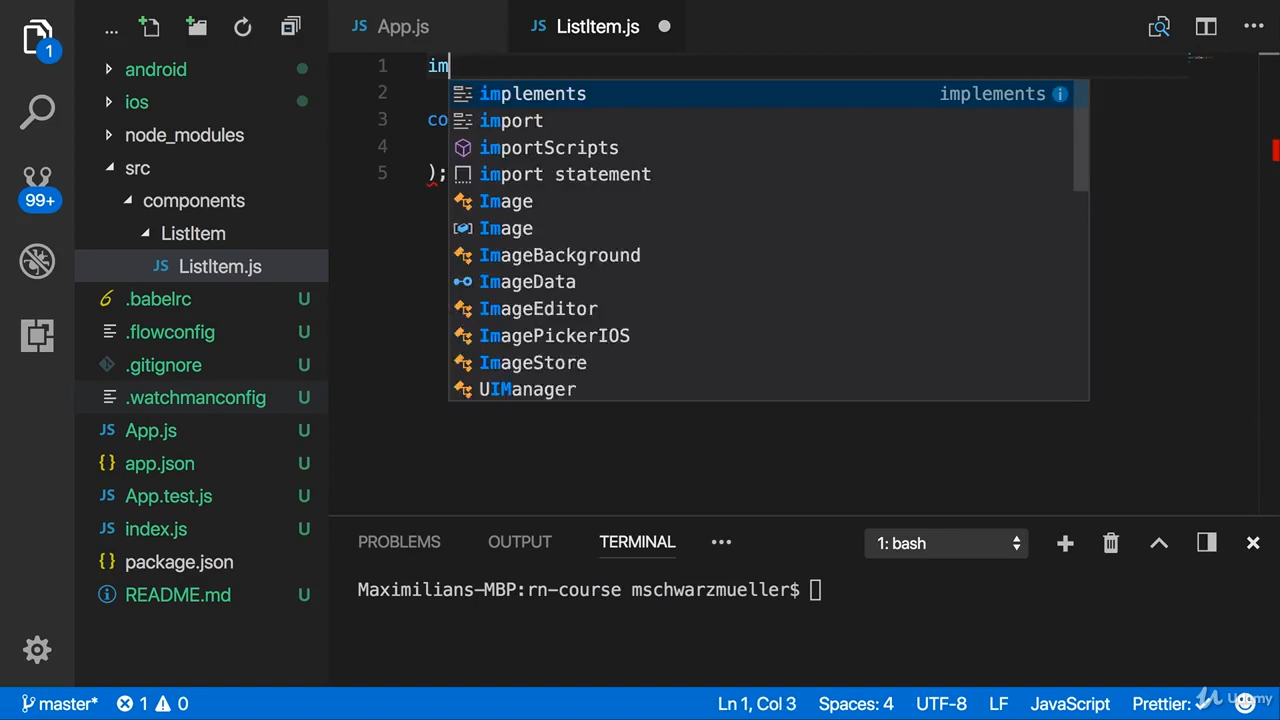 1
...
JS App.js
JS ListItem.js
android
ios
node_modules
src
99+
components
ListItem
JS ListItem.js
.babelrc U
.flowconfig U
.gitignore U
.watchmanconfig U
JS App.js U
{} app.json U
JS App.test.js U
JS index.js U
{} package.json
README.md U
1 im
2
3 co
4
5 );
implements implements
import
importScripts
import statement
Image
Image
ImageBackground
ImageData
ImageEditor
ImagePickerIOS
ImageStore
UIManager
PROBLEMS OUTPUT TERMINAL ... 1: bash
Maximilians-MBP:rn-course mschwarzmueller$
master* 1 0 Ln 1, Col 3 Spaces: 4 UTF-8 LF JavaScript Prettier: ✓
Udemy